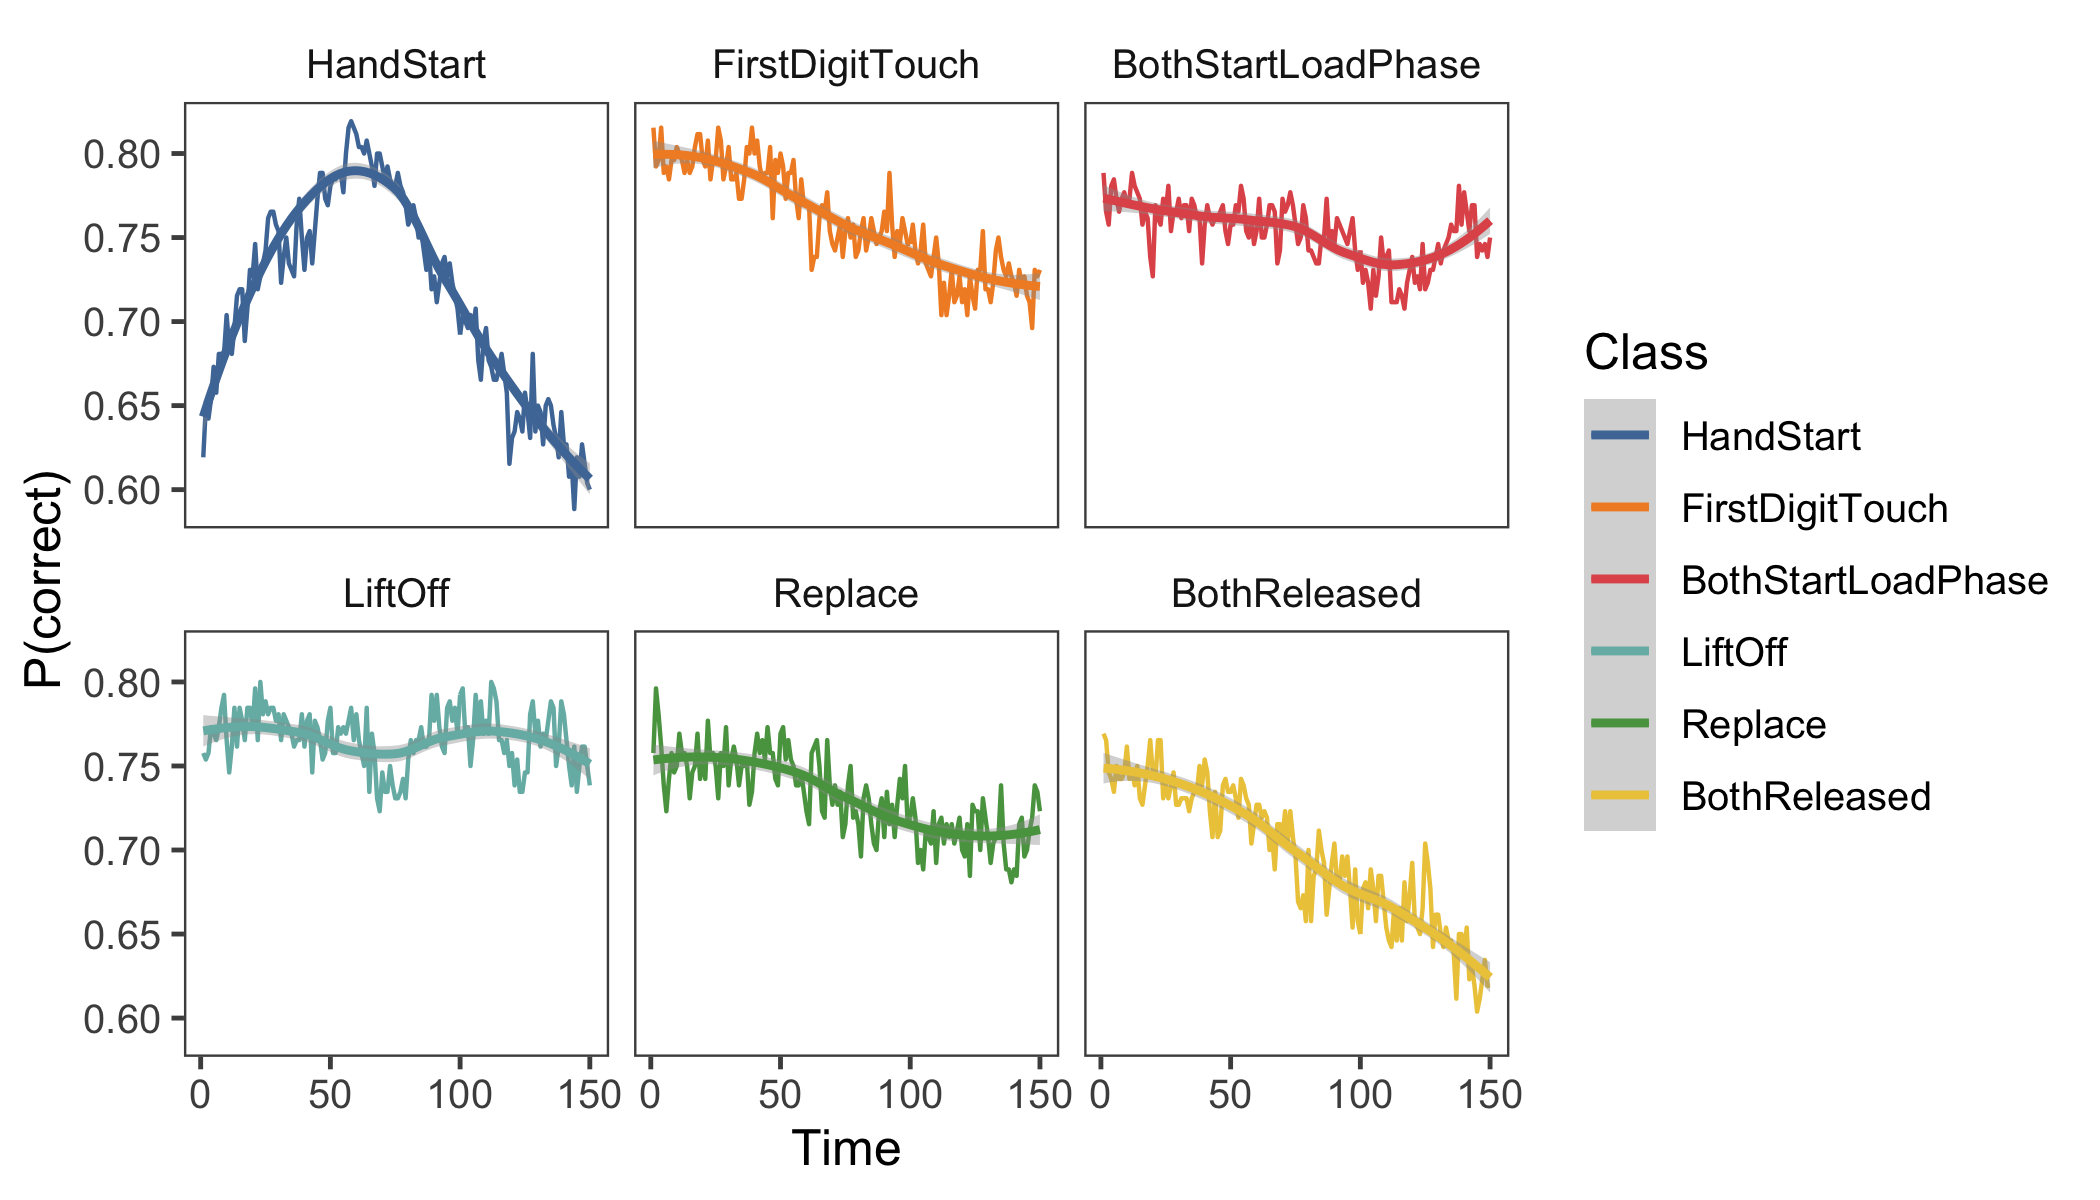 HandStart
FirstDigitTouch
BothStartLoadPhase
0.80
0.75
0.70
0.65
0.60
LiftOff
Replace
BothReleased
0.80
0.75
0.70
0.65
0.60
0 50 100 150
0 50 100 150
0 50 100 150
Time
P(correct)
Class
HandStart
FirstDigitTouch
BothStartLoadPhase
LiftOff
Replace
BothReleased